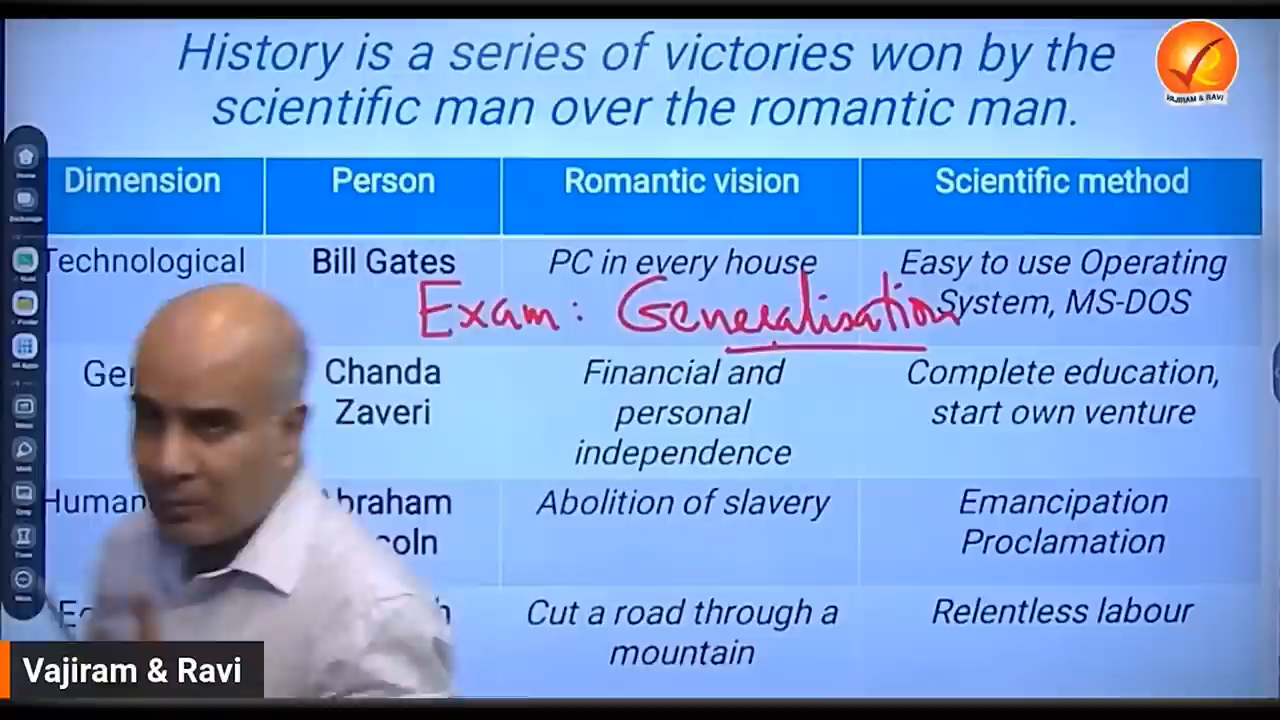 History is a series of victories won by the
scientific man over the romantic man.
VAJIRAM & RAVI
Dimension Person Romantic vision Scientific method
Technological Bill Gates PC in every house Easy to use Operating
System, MS-DOS
Exam: Generalisation
Chanda Financial and Complete education,
Zaveri personal start own venture
independence
Abolition of slavery Emancipation
Proclamation
Cut a road through a Relentless labour
mountain
Vajiram & Ravi